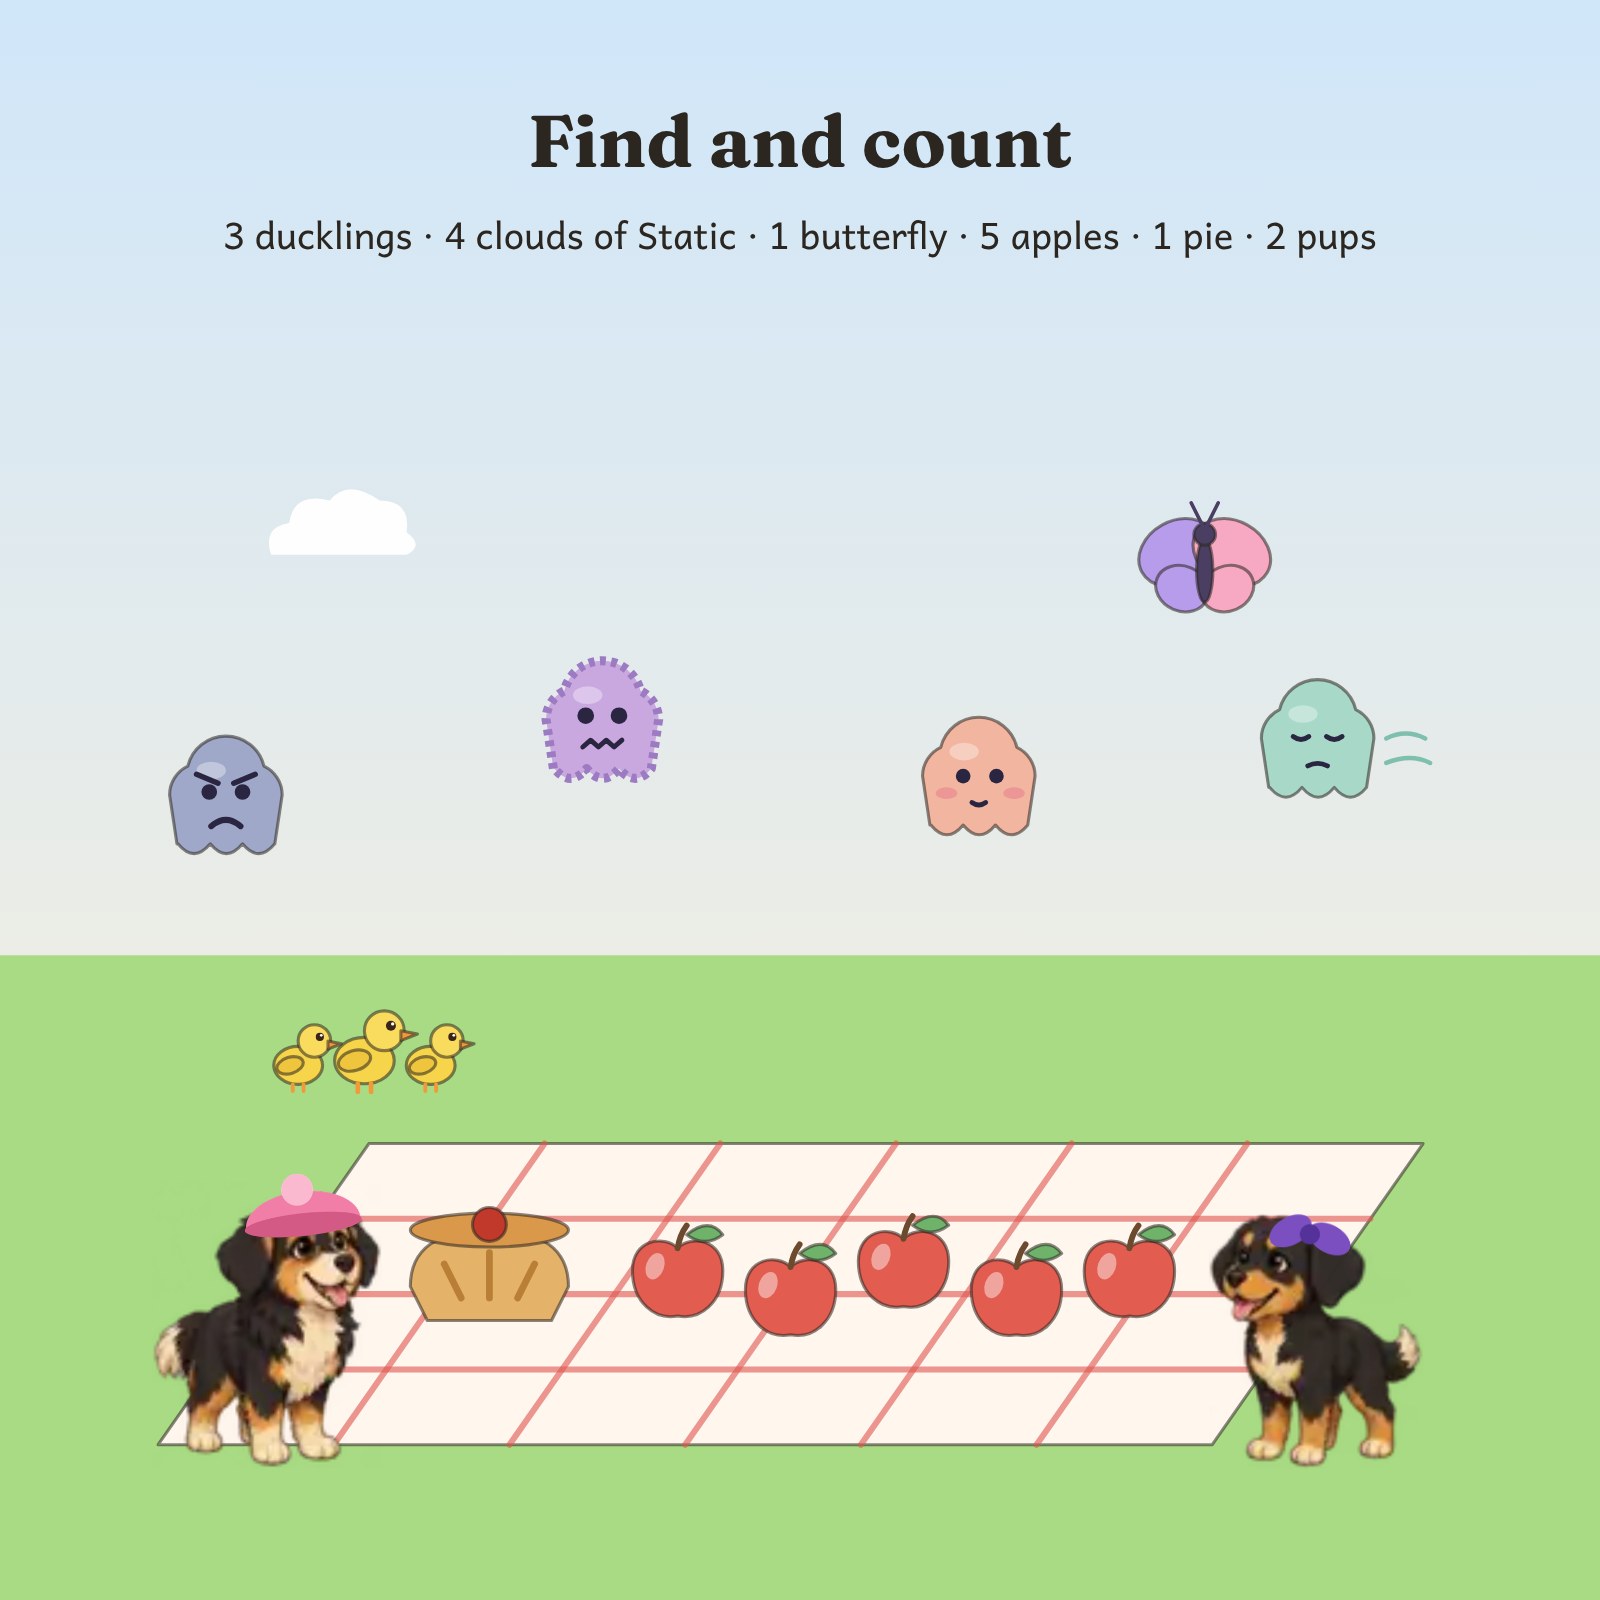 Find and count
3 ducklings · 4 clouds of Static · 1 butterfly · 5 apples · 1 pie · 2 pups